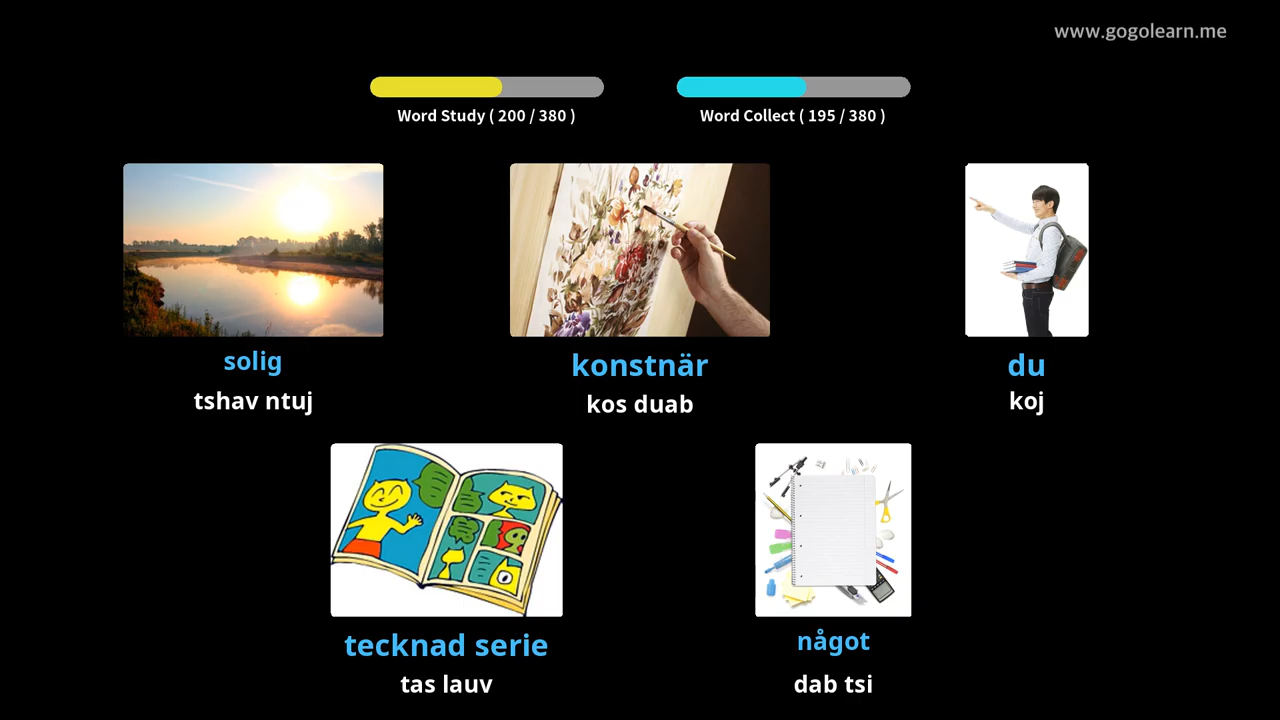 www.gogolearn.me
Word Study ( 200 / 380 )
Word Collect ( 195 / 380 )
solig
tshav ntuj
konstnär
kos duab
du
koj
tecknad serie
tas lauv
något
dab tsi